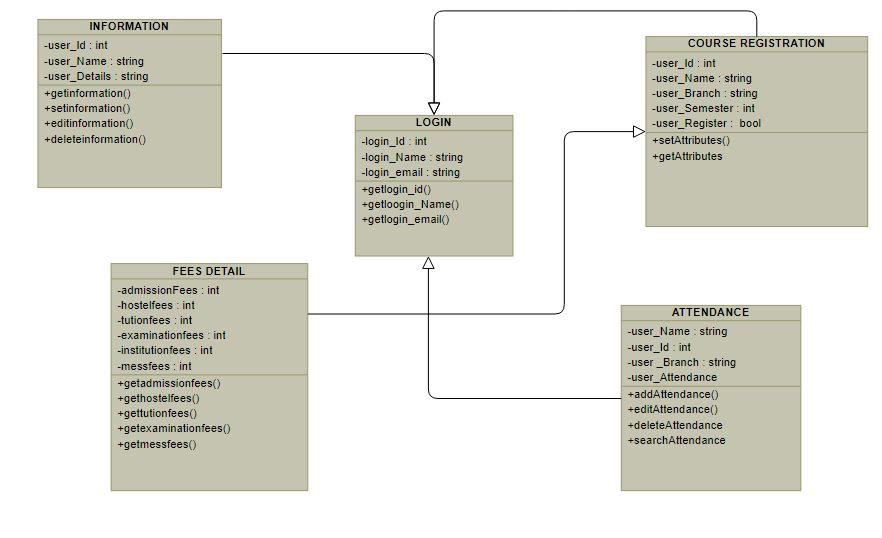 INFORMATION
-user_Id : int
-user_Name : string
-user_Details : string
+getinformation()
+setinformation()
+editinformation()
+deleteinformation()
COURSE REGISTRATION
-user_Id : int
-user_Name : string
-user_Branch : string
-user_Semester : int
-user_Register :  bool
+setAttributes()
+getAttributes
LOGIN
-login_Id : int
-login_Name : string
-login_email : string
+getlogin_id()
+getloogin_Name()
+getlogin_email()
FEES DETAIL
-admissionFees : int
-hostelfees : int
-tutionfees : int
-examinationfees : int
-institutionfees : int
-messfees : int
+getadmissionfees()
+gethostelfees()
+gettutionfees()
+getexaminationfees()
+getmessfees()
ATTENDANCE
-user_Name : string
-user_Id : int
-user _Branch : string
-user_Attendance
+addAttendance()
+editAttendance()
+deleteAttendance
+searchAttendance